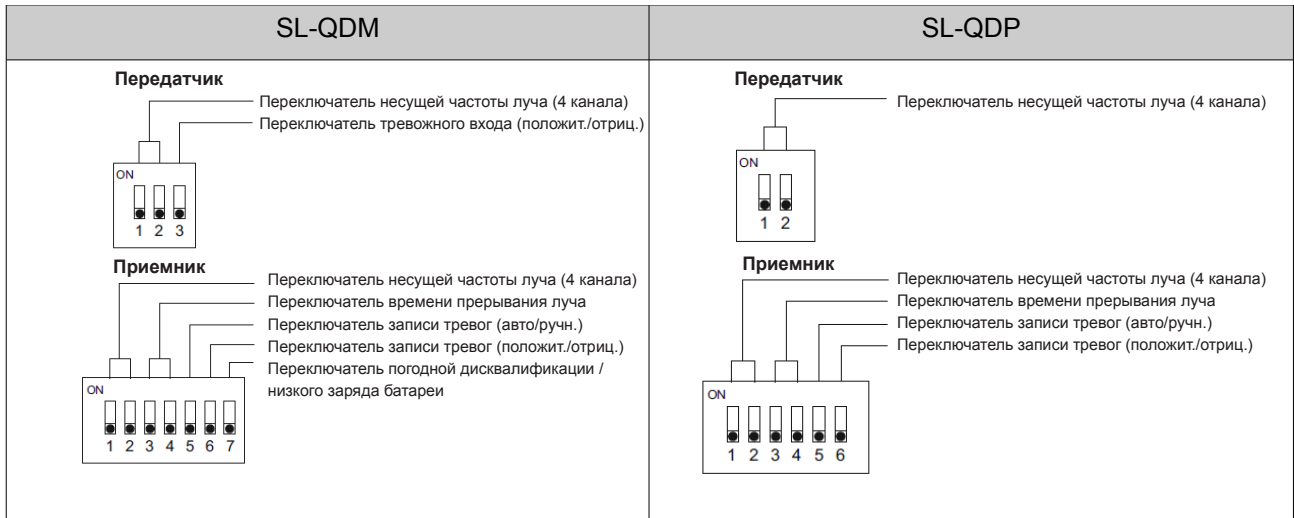 SL-QDM
Передатчик
Переключатель несущей частоты луча (4 канала)
Переключатель тревожного входа (положит./отриц.)
ON
1 2 3
Приемник
Переключатель несущей частоты луча (4 канала)
Переключатель времени прерывания луча
Переключатель записи тревог (авто/ручн.)
Переключатель записи тревог (положит./отриц.)
Переключатель погодной дисквалификации /
низкого заряда батареи
ON
1 2 3 4 5 6 7
SL-QDP
Передатчик
Переключатель несущей частоты луча (4 канала)
ON
1 2
Приемник
Переключатель несущей частоты луча (4 канала)
Переключатель времени прерывания луча
Переключатель записи тревог (авто/ручн.)
Переключатель записи тревог (положит./отриц.)
ON
1 2 3 4 5 6